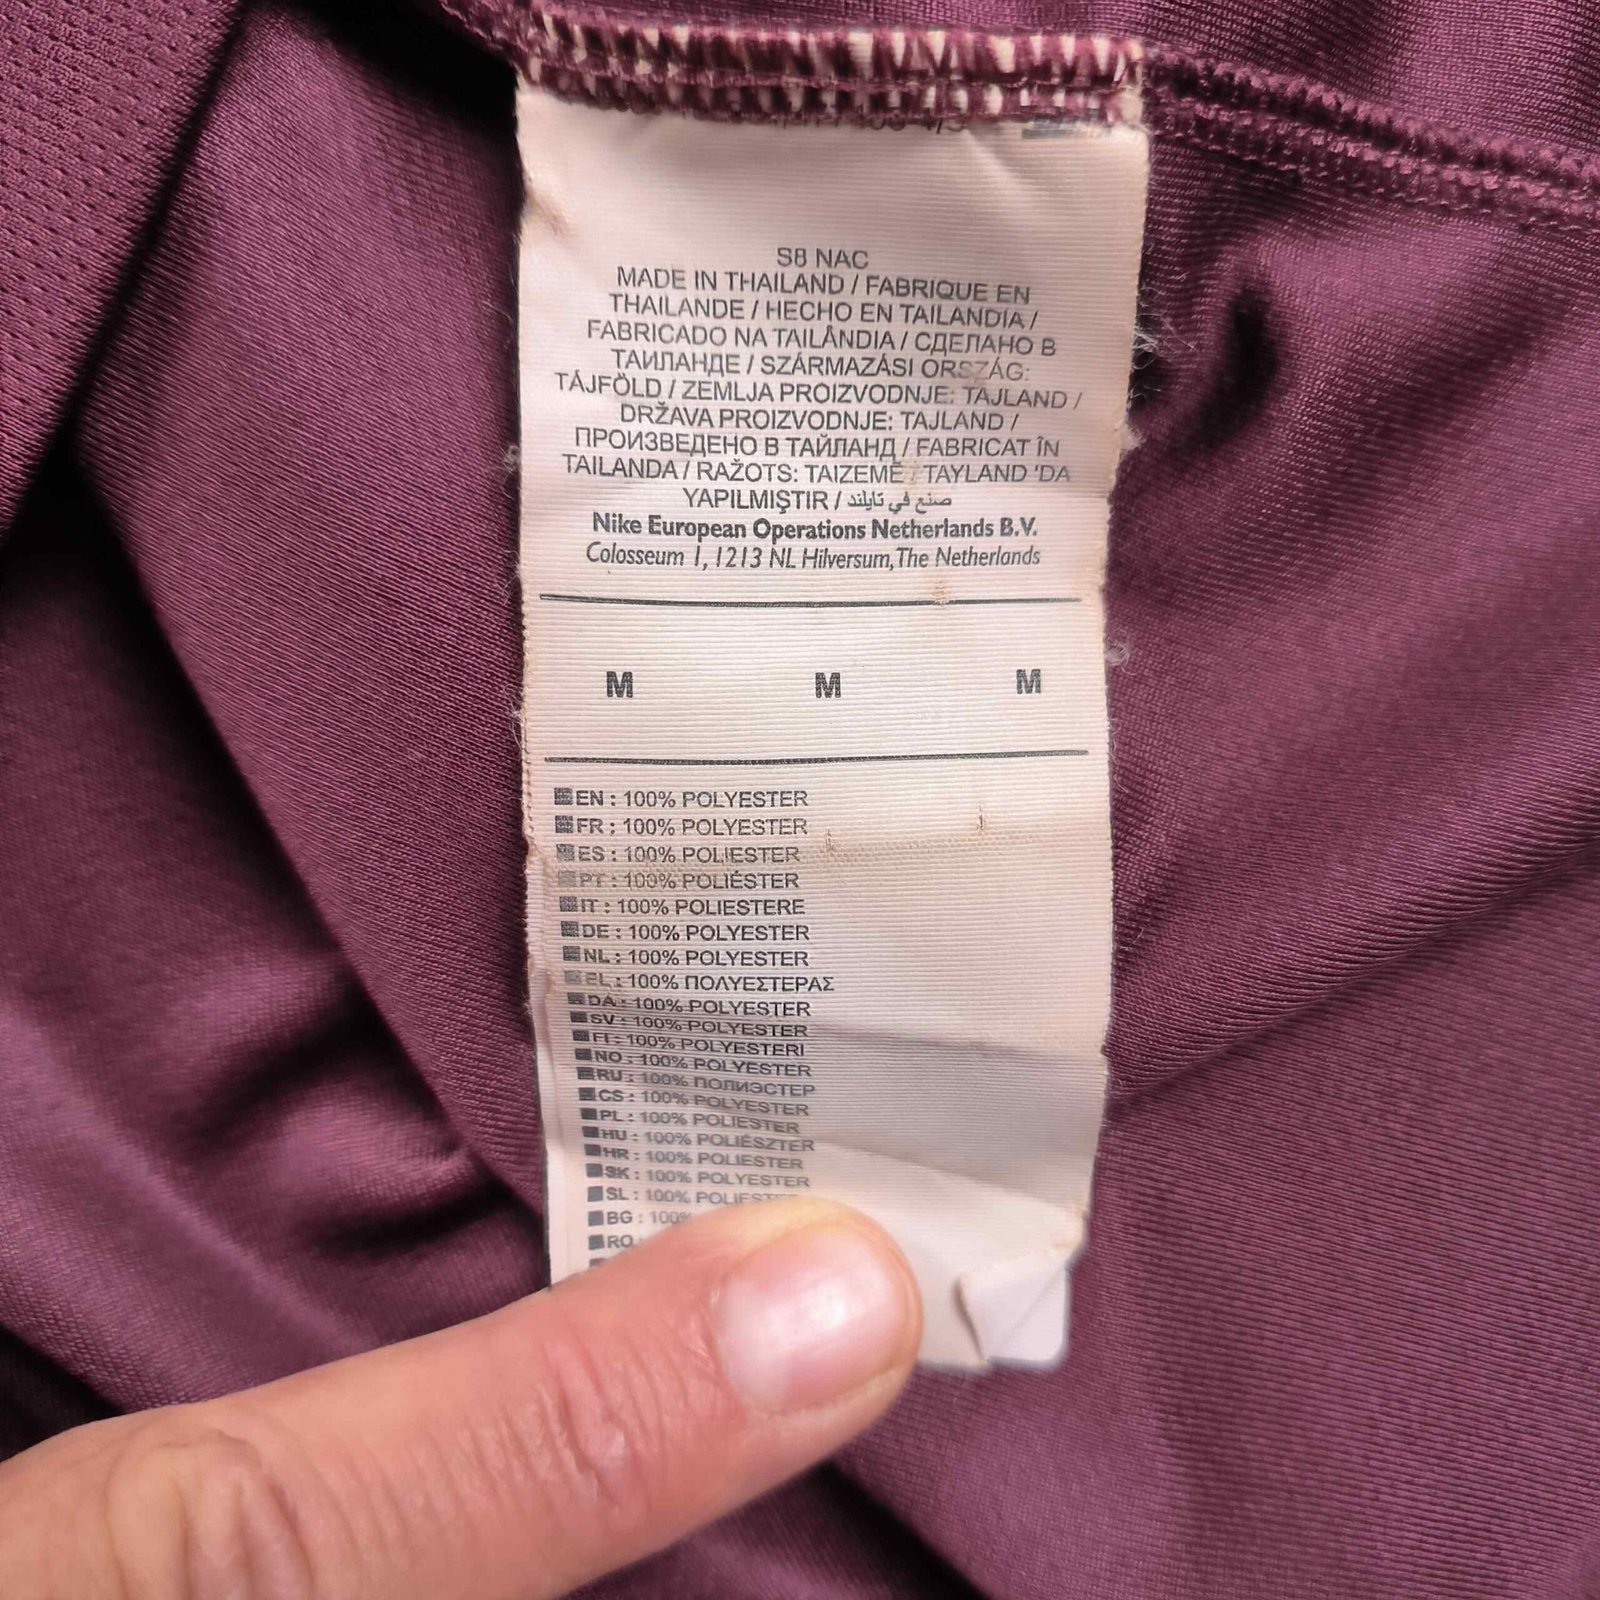 S8 NAC
MADE IN THAILAND / FABRIQUE EN
THAILANDE / HECHO EN TAILANDIA /
FABRICADO NA TAILÂNDIA / СДЕЛАНО В
ТАИЛАНДЕ / SZÁRMAZÁSI ORSZÁG:
TÁJFÖLD / ZEMLJA PROIZVODNJE: TAJLAND /
DRŽAVA PROIZVODNJE: TAJLAND /
ПРОИЗВЕДЕНО В ТАЙЛАНД / FABRICAT ÎN
TAILANDA / RAŽOTS: TAIZEMĒ / TAYLAND 'DA
YAPILMIŞTIR / صنع في تايلند
Nike European Operations Netherlands B.V.
Colosseum 1, 1213 NL Hilversum, The Netherlands
M M M
EN : 100% POLYESTER
FR : 100% POLYESTER
ES : 100% POLIESTER
PT : 100% POLIÉSTER
IT : 100% POLIESTERE
DE : 100% POLYESTER
NL : 100% POLYESTER
EL : 100% ΠΟΛΥΕΣΤΕΡΑΣ
DA : 100% POLYESTER
SV : 100% POLYESTER
FI : 100% POLYESTERI
NO : 100% POLYESTER
RU : 100% ПОЛИЭСТЕР
CS : 100% POLYESTER
PL : 100% POLIESTER
HU : 100% POLIÉSZTER
HR : 100% POLIESTER
SK : 100% POLYESTER
SL : 100% POLIESTER
BG : 100%
RO